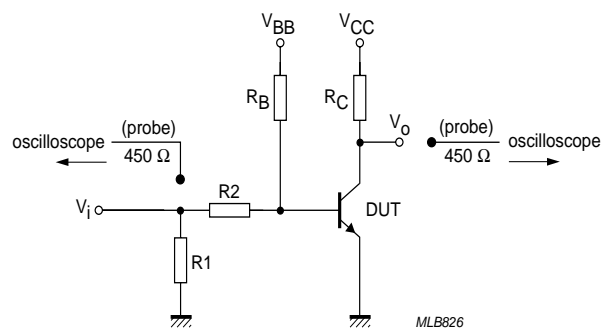 VBB
VCC
RB
RC
Vo
oscilloscope
(probe)
450 Ω
(probe)
450 Ω
oscilloscope
R2
Vi
DUT
R1
MLB826